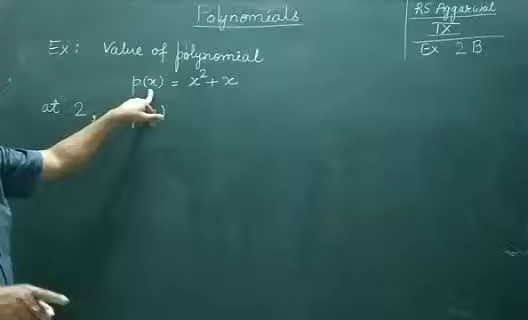 Polynomials
RS Aggarwal
IX
Ex 2B
Ex: Value of polynomial
p(x) = x² + x
at 2,